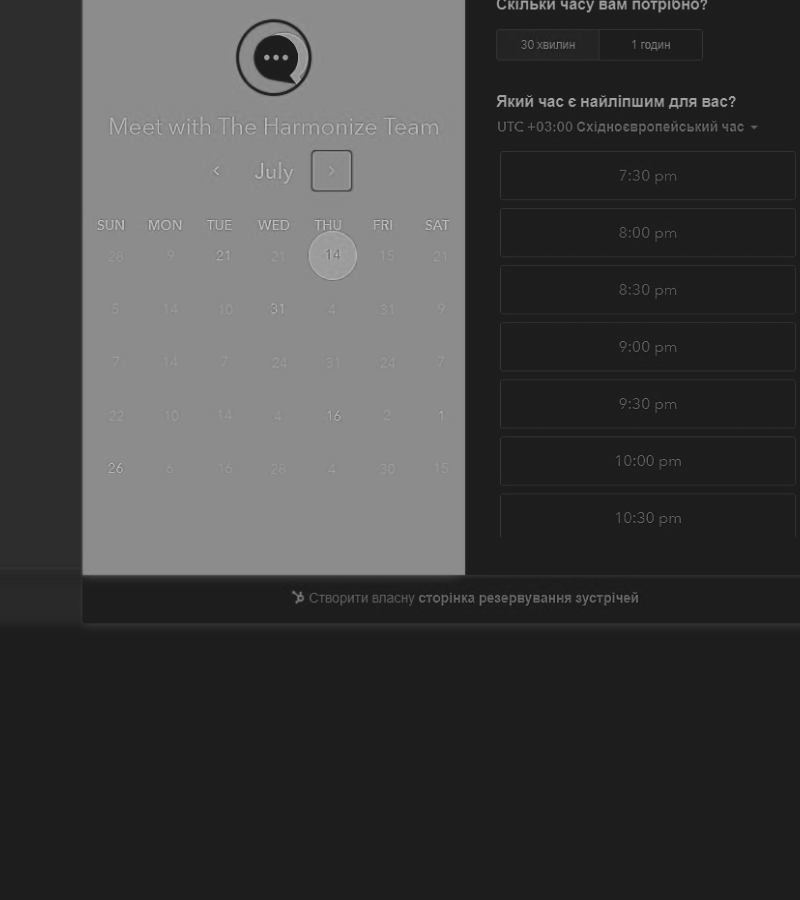 Скільки часу вам потрібно?
30 хвилин 1 годин
Який час є найліпшим для вас?
UTC +03:00 Східноєвропейський час
7:30 pm
8:00 pm
8:30 pm
9:00 pm
9:30 pm
10:00 pm
10:30 pm
Meet with The Harmonize Team
July
SUN MON TUE WED THU FRI SAT
28 9 21 21 14 15 21
5 14 10 31 4 31 9
7 14 7 24 31 24 7
22 10 14 4 16 2 1
26 6 16 28 4 30 15
Створити власну сторінка резервування зустрічей